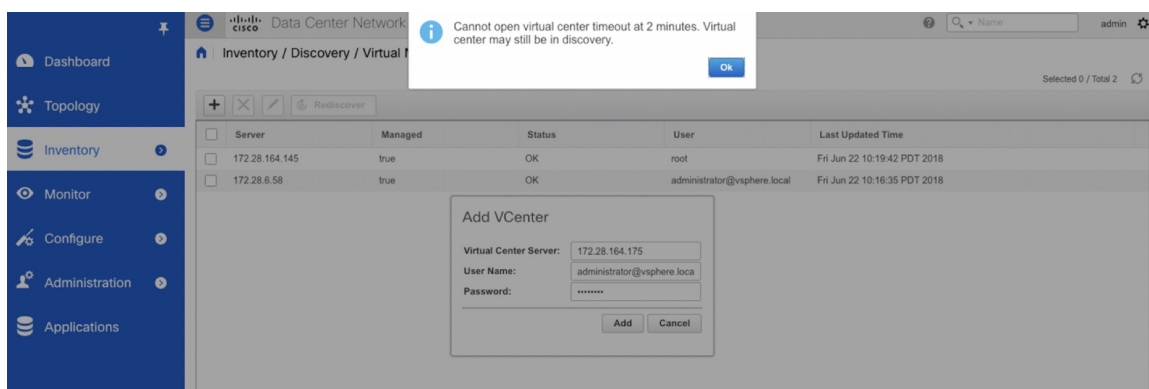 cisco Data Center Network
Cannot open virtual center timeout at 2 minutes. Virtual
center may still be in discovery.
Ok
Name
admin
Inventory / Discovery / Virtual
Selected 0 / Total 2
Dashboard
Topology
Inventory
Monitor
Configure
Administration
Applications
Rediscover
Server Managed Status User Last Updated Time
172.28.164.145 true OK root Fri Jun 22 10:19:42 PDT 2018
172.28.6.58 true OK administrator@vsphere.local Fri Jun 22 10:16:35 PDT 2018
Add VCenter
Virtual Center Server: 172.28.164.175
User Name: administrator@vsphere.loca
Password: ••••••••
Add Cancel